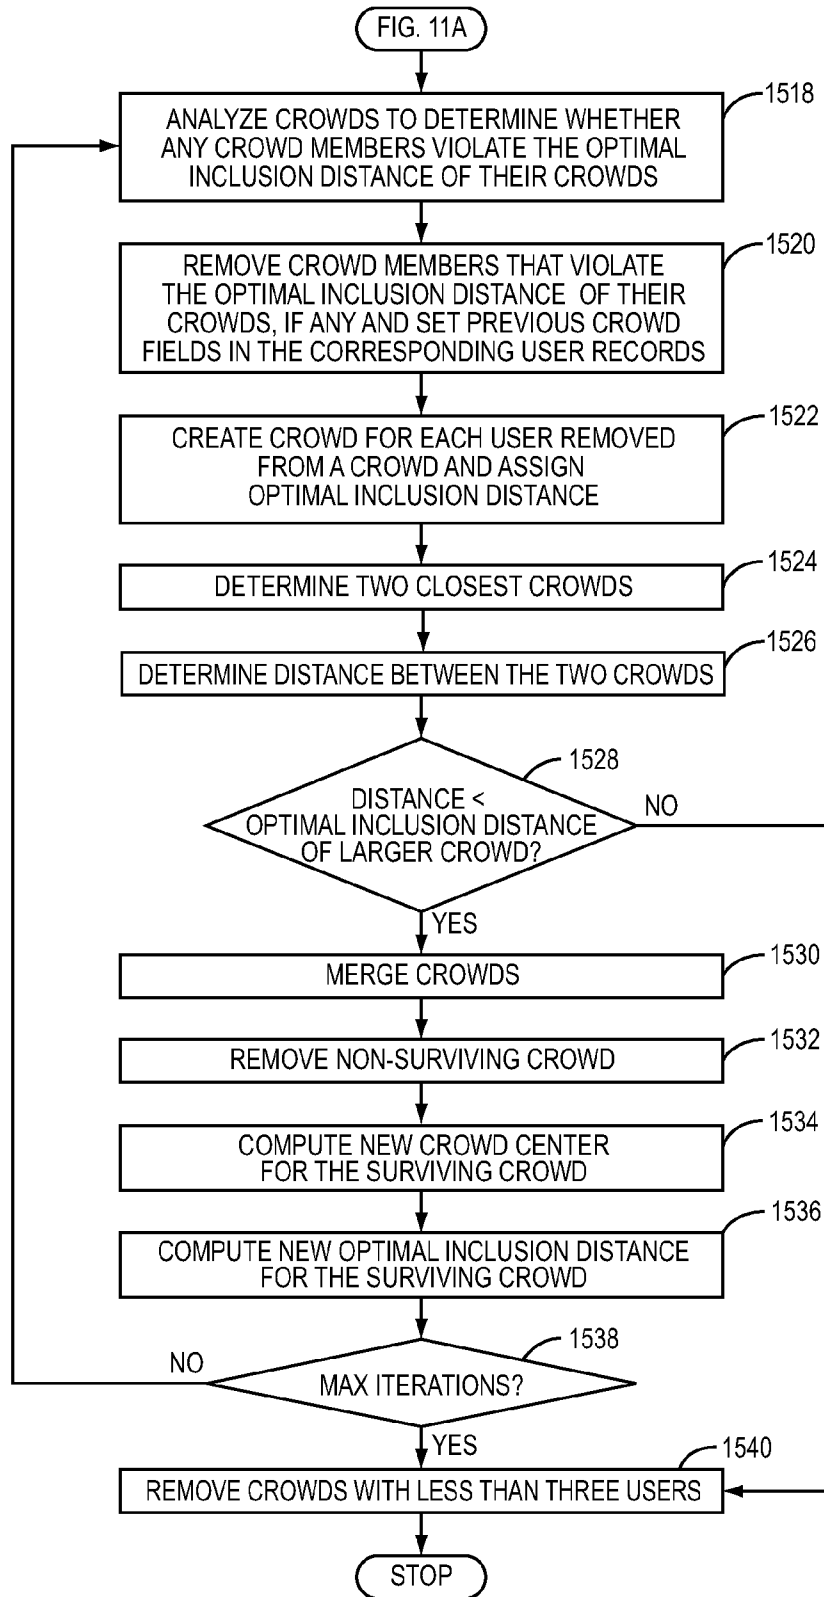 FIG. 11A
1518
ANALYZE CROWDS TO DETERMINE WHETHER
ANY CROWD MEMBERS VIOLATE THE OPTIMAL
INCLUSION DISTANCE OF THEIR CROWDS
1520
REMOVE CROWD MEMBERS THAT VIOLATE
THE OPTIMAL INCLUSION DISTANCE OF THEIR
CROWDS, IF ANY AND SET PREVIOUS CROWD
FIELDS IN THE CORRESPONDING USER RECORDS
1522
CREATE CROWD FOR EACH USER REMOVED
FROM A CROWD AND ASSIGN
OPTIMAL INCLUSION DISTANCE
1524
DETERMINE TWO CLOSEST CROWDS
1526
DETERMINE DISTANCE BETWEEN THE TWO CROWDS
1528
DISTANCE <
OPTIMAL INCLUSION DISTANCE
OF LARGER CROWD?
NO
YES
1530
MERGE CROWDS
1532
REMOVE NON-SURVIVING CROWD
1534
COMPUTE NEW CROWD CENTER
FOR THE SURVIVING CROWD
1536
COMPUTE NEW OPTIMAL INCLUSION DISTANCE
FOR THE SURVIVING CROWD
1538
NO
MAX ITERATIONS?
YES
1540
REMOVE CROWDS WITH LESS THAN THREE USERS
STOP